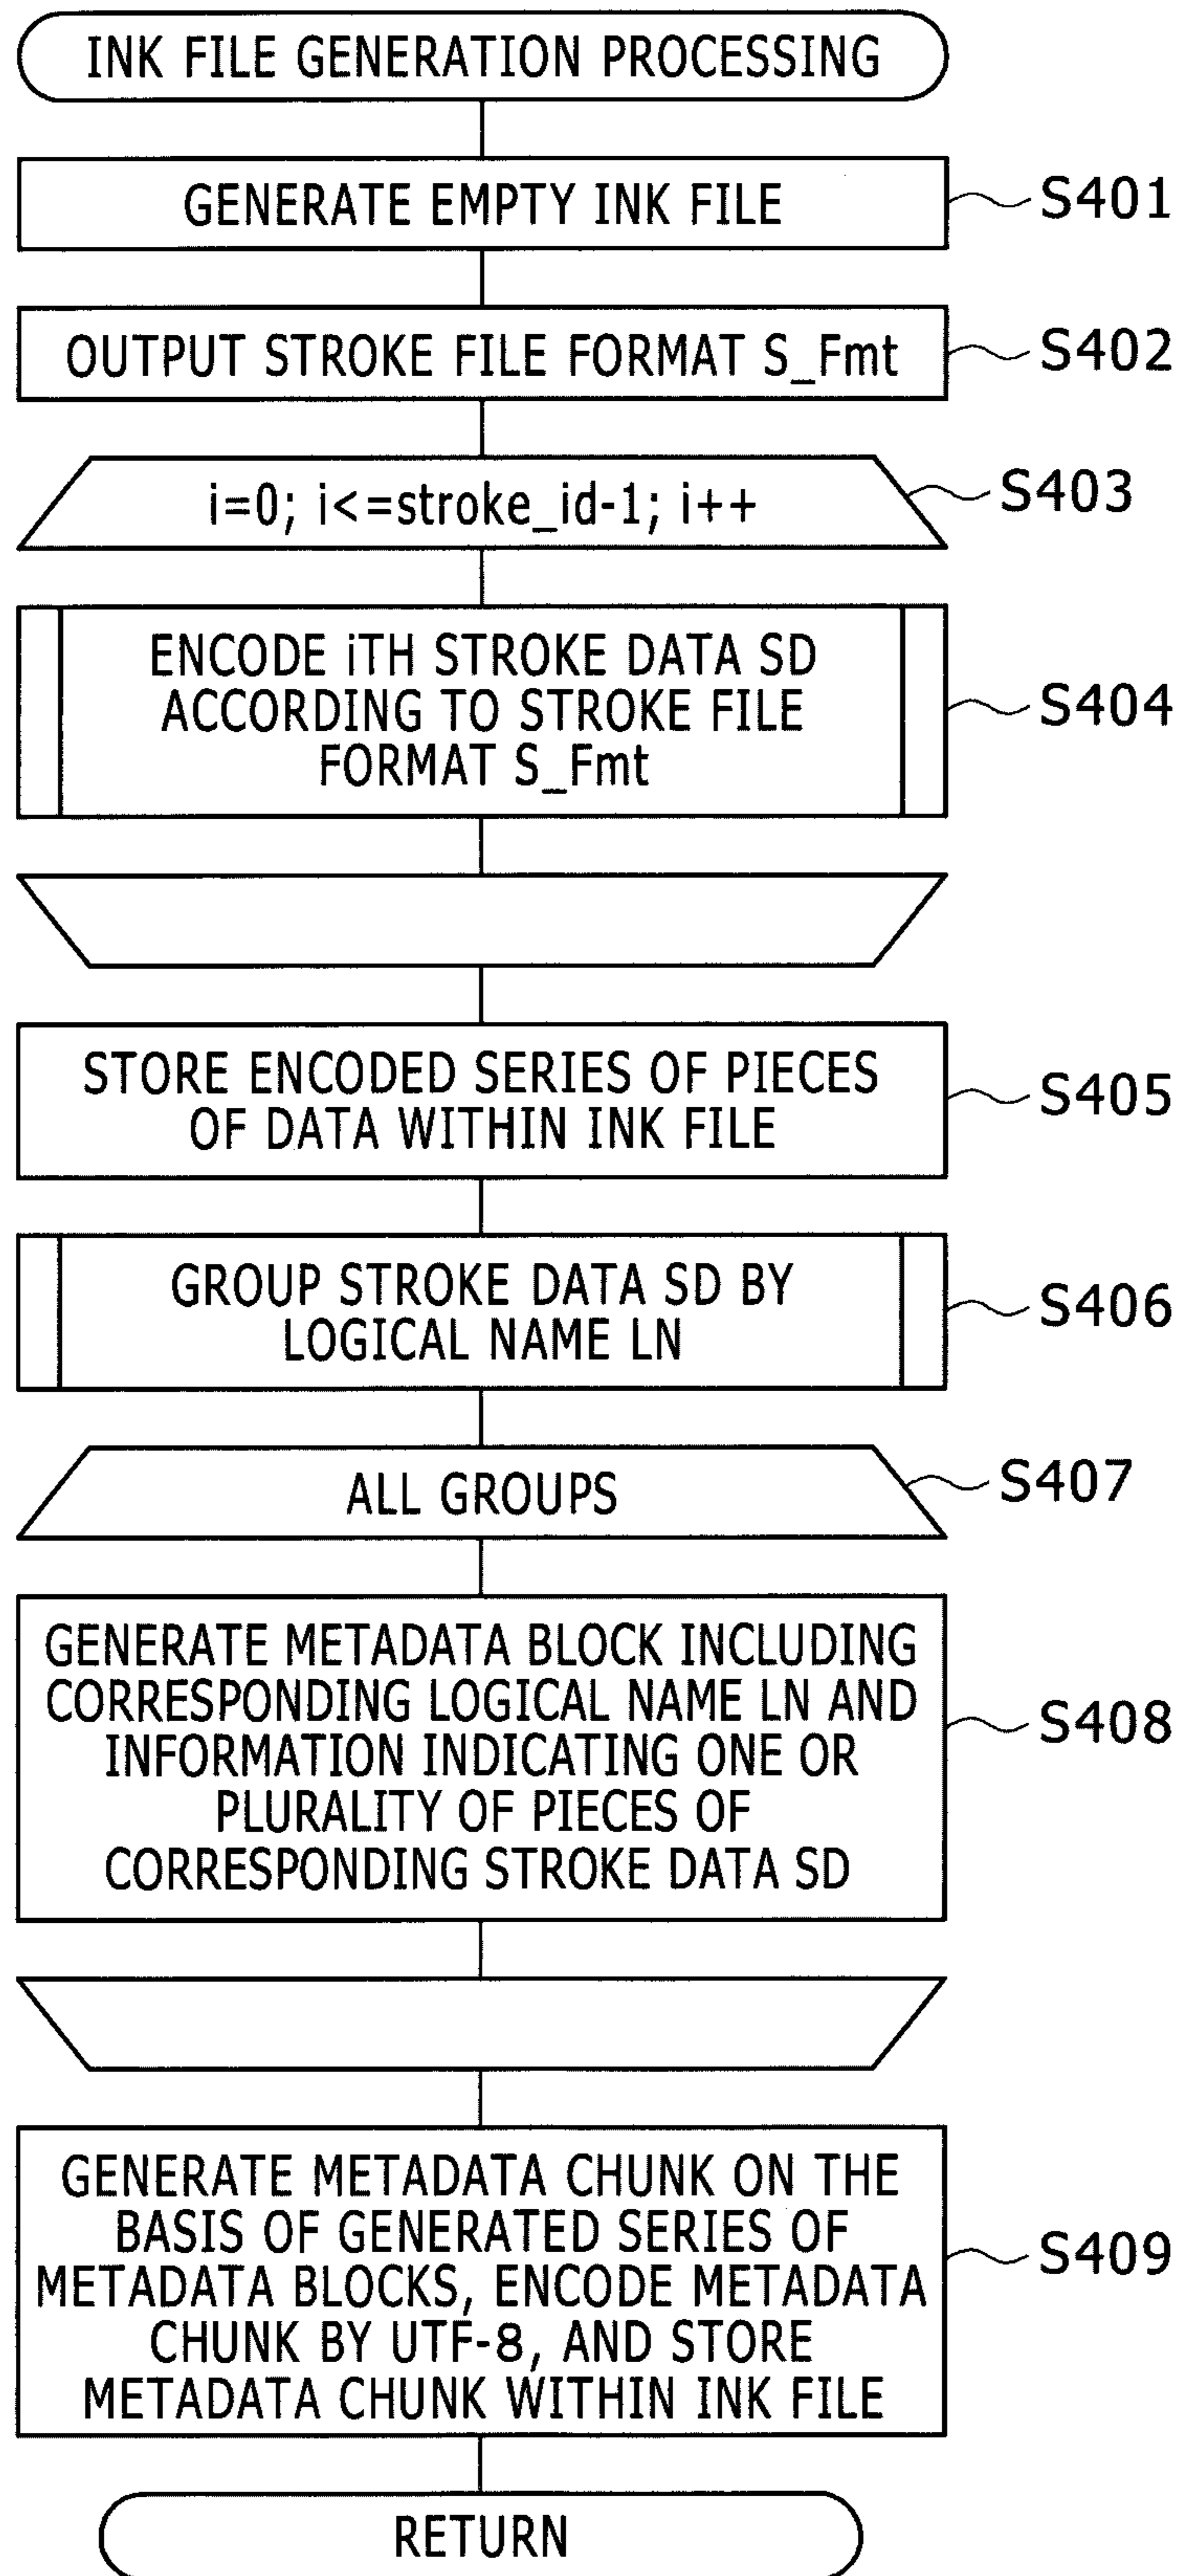 INK FILE GENERATION PROCESSING
GENERATE EMPTY INK FILE
S401
OUTPUT STROKE FILE FORMAT S_Fmt
S402
i=0; i<=stroke_id-1; i++
S403
ENCODE iTH STROKE DATA SD
ACCORDING TO STROKE FILE
FORMAT S_Fmt
S404
STORE ENCODED SERIES OF PIECES
OF DATA WITHIN INK FILE
S405
GROUP STROKE DATA SD BY
LOGICAL NAME LN
S406
ALL GROUPS
S407
GENERATE METADATA BLOCK INCLUDING
CORRESPONDING LOGICAL NAME LN AND
INFORMATION INDICATING ONE OR
PLURALITY OF PIECES OF
CORRESPONDING STROKE DATA SD
S408
GENERATE METADATA CHUNK ON THE
BASIS OF GENERATED SERIES OF
METADATA BLOCKS, ENCODE METADATA
CHUNK BY UTF-8, AND STORE
METADATA CHUNK WITHIN INK FILE
S409
RETURN